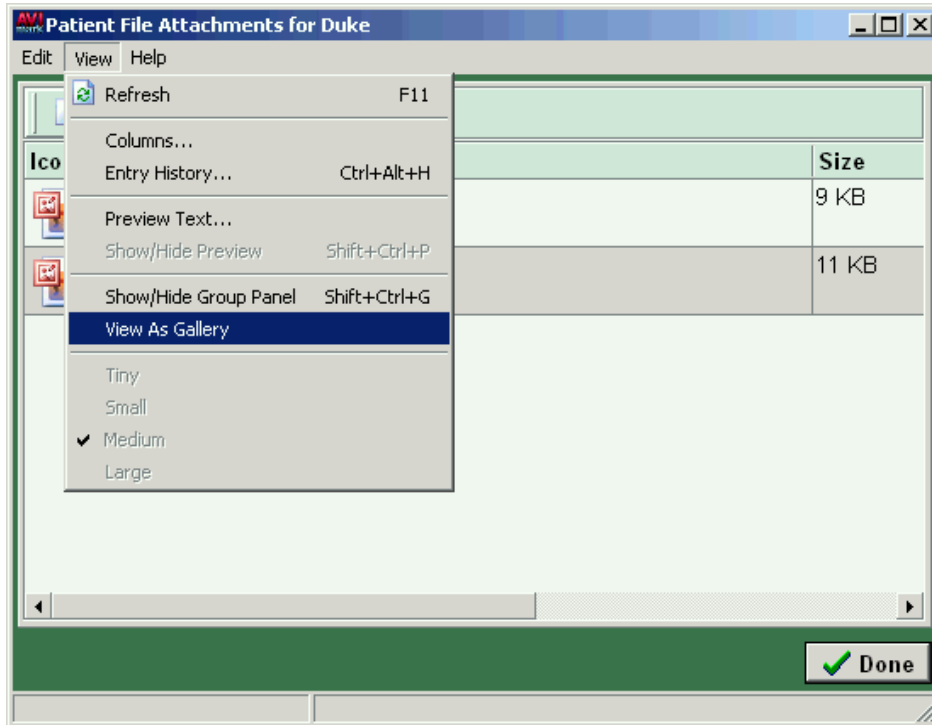 AVI mark Patient File Attachments for Duke
Edit View Help
Refresh F11
Columns...
Ico Size
Entry History... Ctrl+Alt+H
9 KB
Preview Text...
Show/Hide Preview Shift+Ctrl+P
11 KB
Show/Hide Group Panel Shift+Ctrl+G
View As Gallery
Tiny
Small
Medium
Large
Done